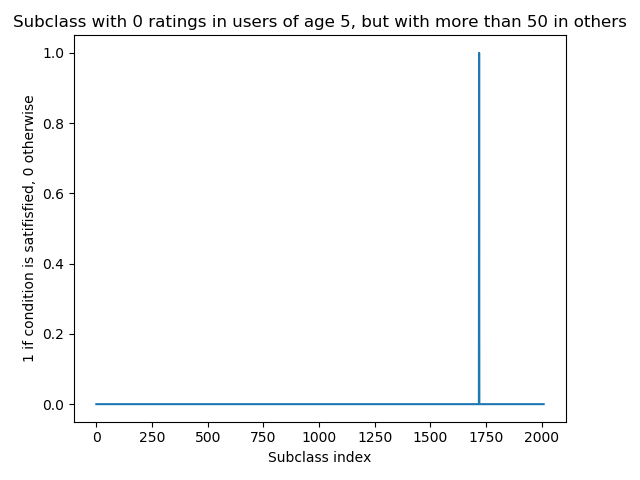 Subclass with 0 ratings in users of age 5, but with more than 50 in others
1 if condition is satifisfied, 0 otherwise
1.0
0.8
0.6
0.4
0.2
0.0
0 250 500 750 1000 1250 1500 1750 2000
Subclass index